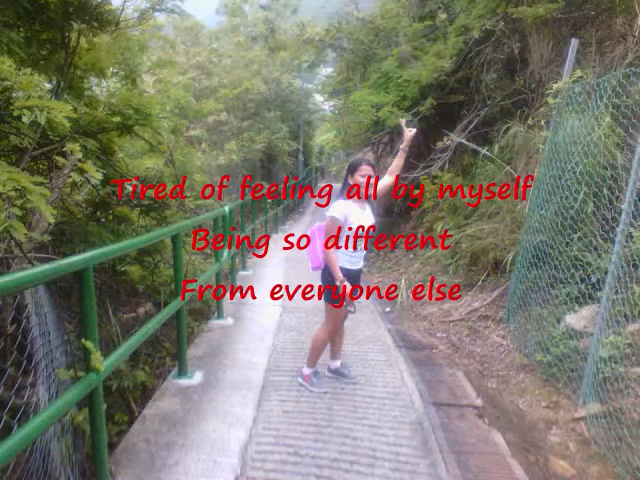 Tired of feeling all by myself
Being so different
From everyone else